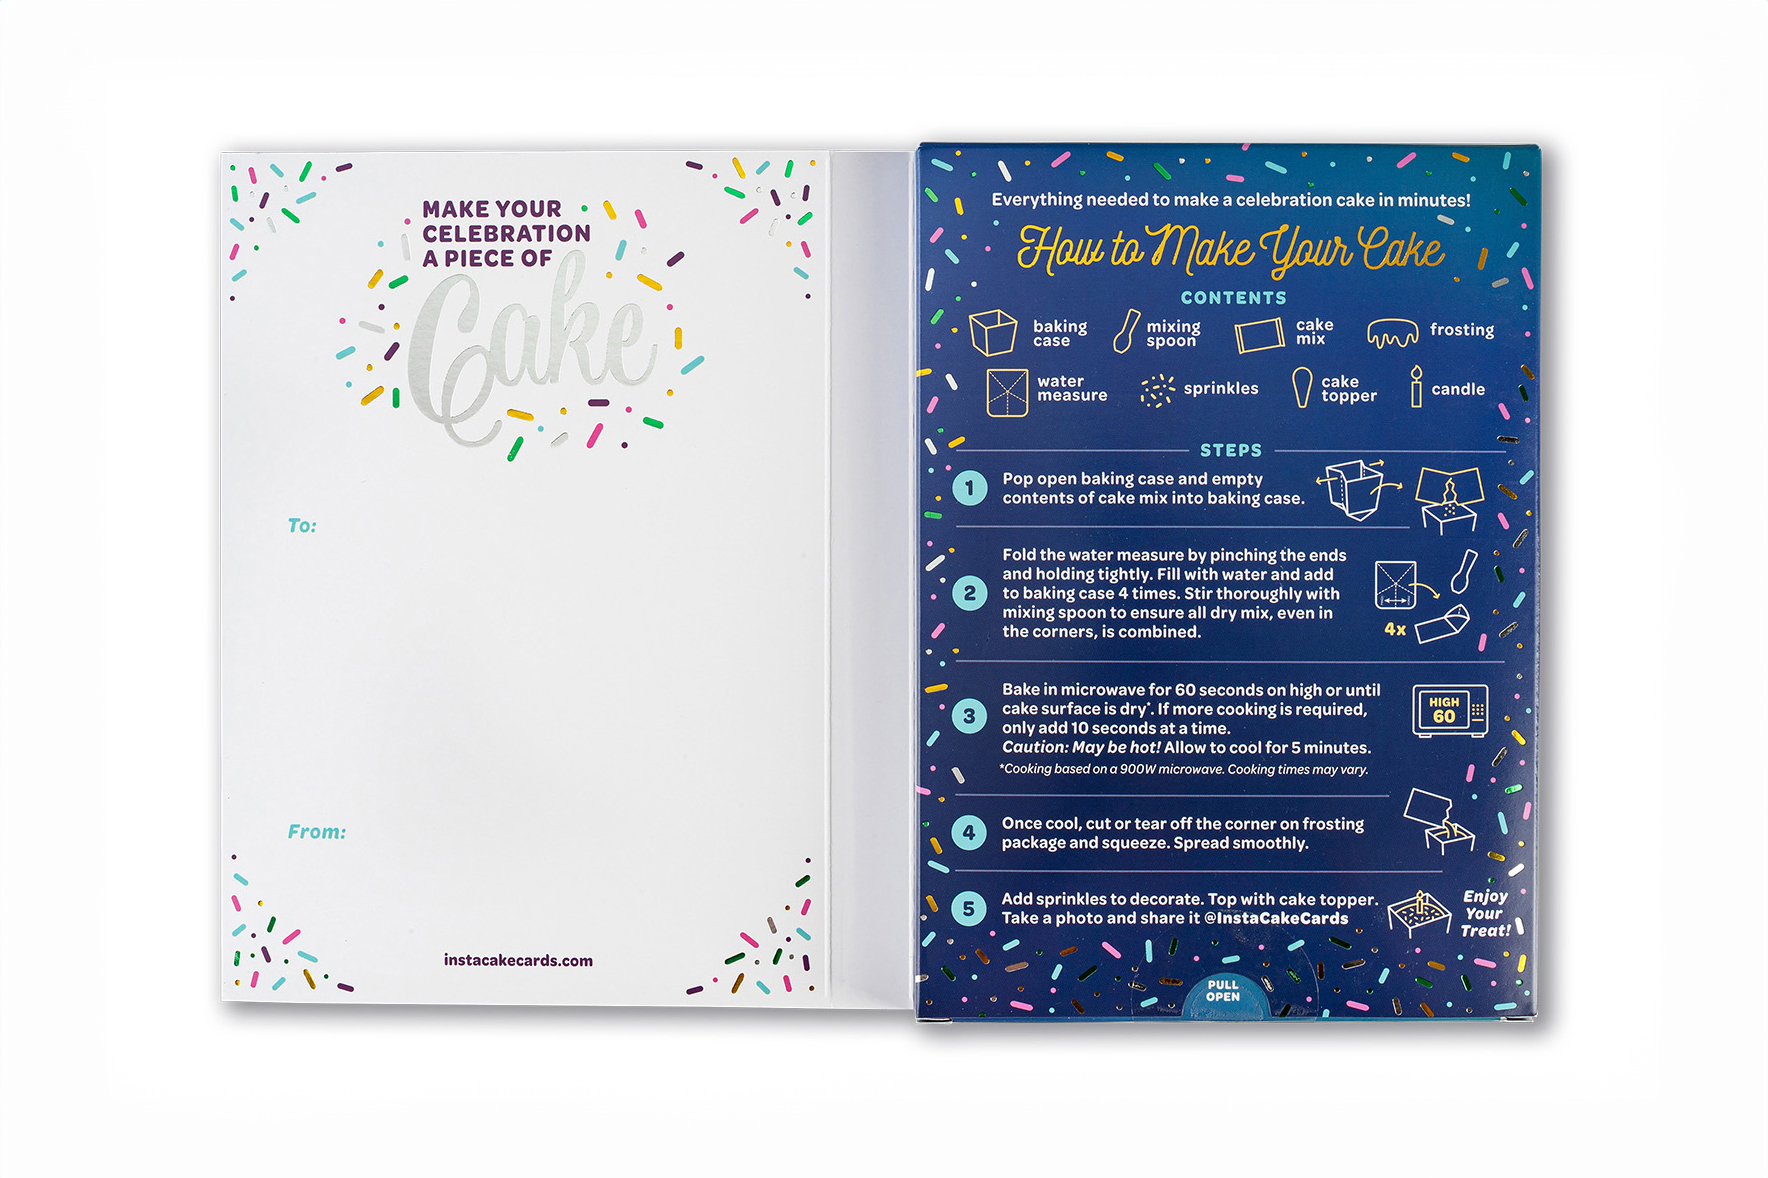 MAKE YOUR
CELEBRATION
A PIECE OF
Cake
To:
From:
instacakecards.com
Everything needed to make a celebration cake in minutes!
How to Make Your Cake
CONTENTS
baking
case
mixing
spoon
cake
mix
frosting
water
measure
sprinkles
cake
topper
candle
STEPS
1
Pop open baking case and empty
contents of cake mix into baking case.
2
Fold the water measure by pinching the ends
and holding tightly. Fill with water and add
to baking case 4 times. Stir thoroughly with
mixing spoon to ensure all dry mix, even in
the corners, is combined.
4x
3
Bake in microwave for 60 seconds on high or until
cake surface is dry*. If more cooking is required,
only add 10 seconds at a time.
Caution: May be hot! Allow to cool for 5 minutes.
*Cooking based on a 900W microwave. Cooking times may vary.
HIGH
60
4
Once cool, cut or tear off the corner on frosting
package and squeeze. Spread smoothly.
5
Add sprinkles to decorate. Top with cake topper.
Take a photo and share it @InstaCakeCards
Enjoy
Your
Treat!
PULL
OPEN